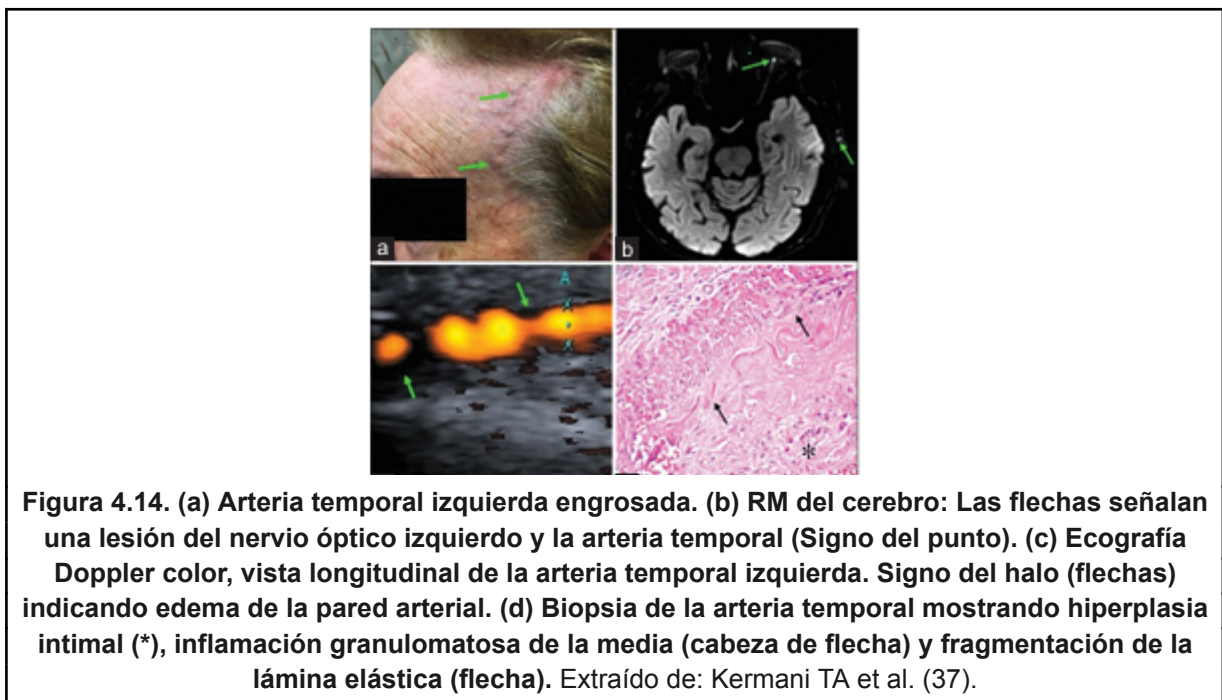 a
b
A
X
X
*
Figura 4.14. (a) Arteria temporal izquierda engrosada. (b) RM del cerebro: Las flechas señalan
una lesión del nervio óptico izquierdo y la arteria temporal (Signo del punto). (c) Ecografía
Doppler color, vista longitudinal de la arteria temporal izquierda. Signo del halo (flechas)
indicando edema de la pared arterial. (d) Biopsia de la arteria temporal mostrando hiperplasia
intimal (*), inflamación granulomatosa de la media (cabeza de flecha) y fragmentación de la
lámina elástica (flecha). Extraído de: Kermani TA et al. (37).